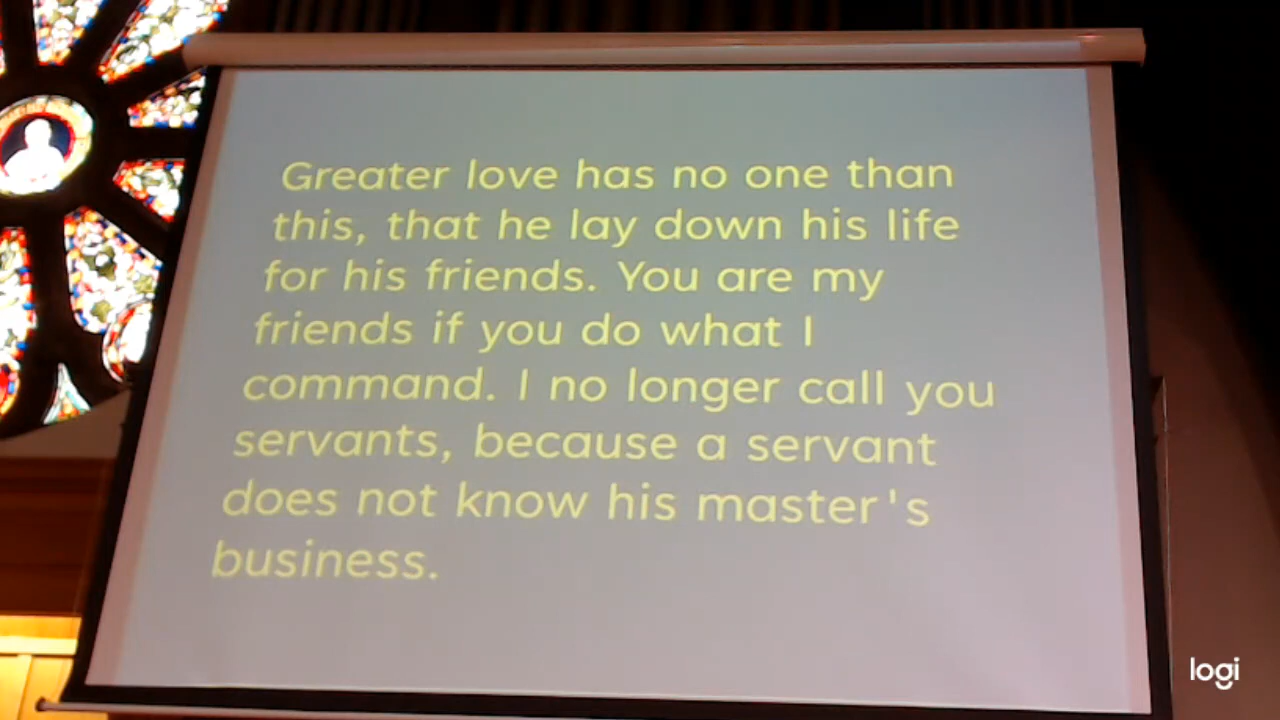 Greater love has no one than
this, that he lay down his life
for his friends. You are my
friends if you do what I
command. I no longer call you
servants, because a servant
does not know his master's
business.
logi